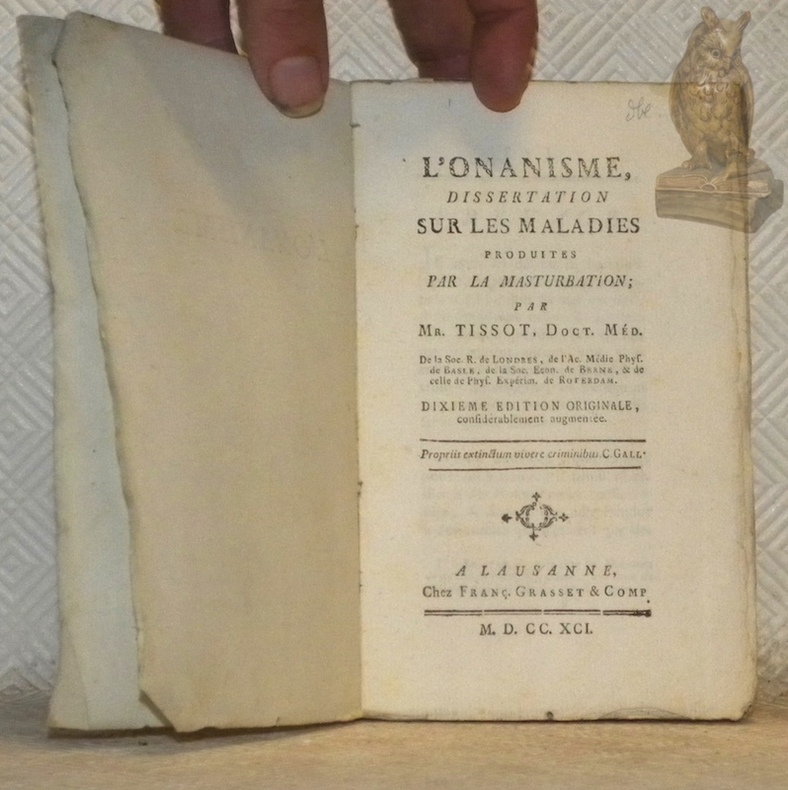 L'ONANISME,
DISSERTATION
SUR LES MALADIES
PRODUITES
PAR LA MASTURBATION;
PAR
MR. TISSOT, DOCT. MÉD.
De la Soc. R. de LONDRES, de l'Ac. Médic Phyſ.
de BASLE, de la Soc. Econ. de BERNE, & de
celle de Phyſ. Expérim. de ROTERDAM.
DIXIEME EDITION ORIGINALE,
conſidérablement augmentée.
Propriis extinctum vivere criminibus. C GALL.
A LAUSANNE,
Chez FRANÇ. GRASSET & COMP.
M. D. CC. XCI.